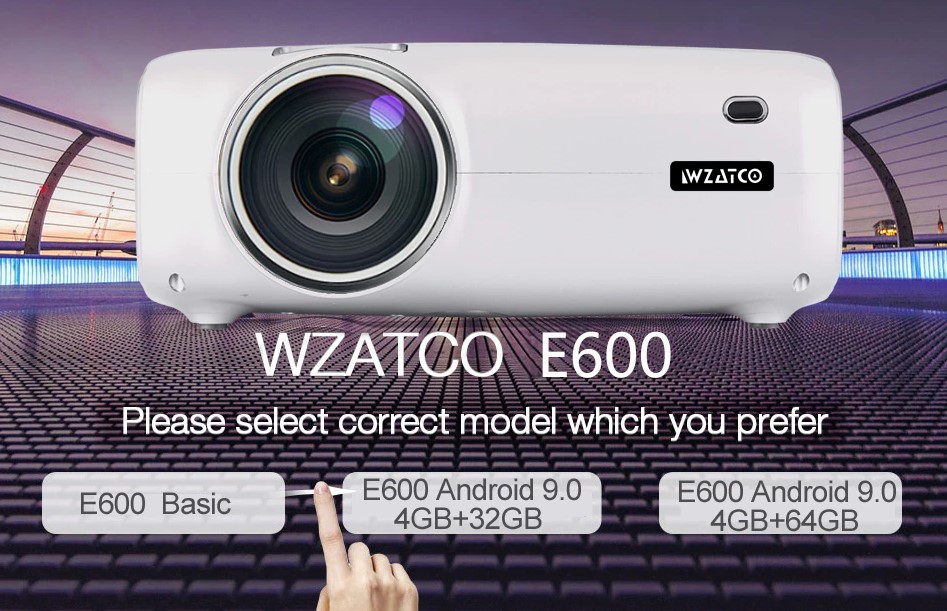 WZATCO
WZATCO E600
Please select correct model which you prefer
E600 Basic
E600 Android 9.0
4GB+32GB
E600 Android 9.0
4GB+64GB